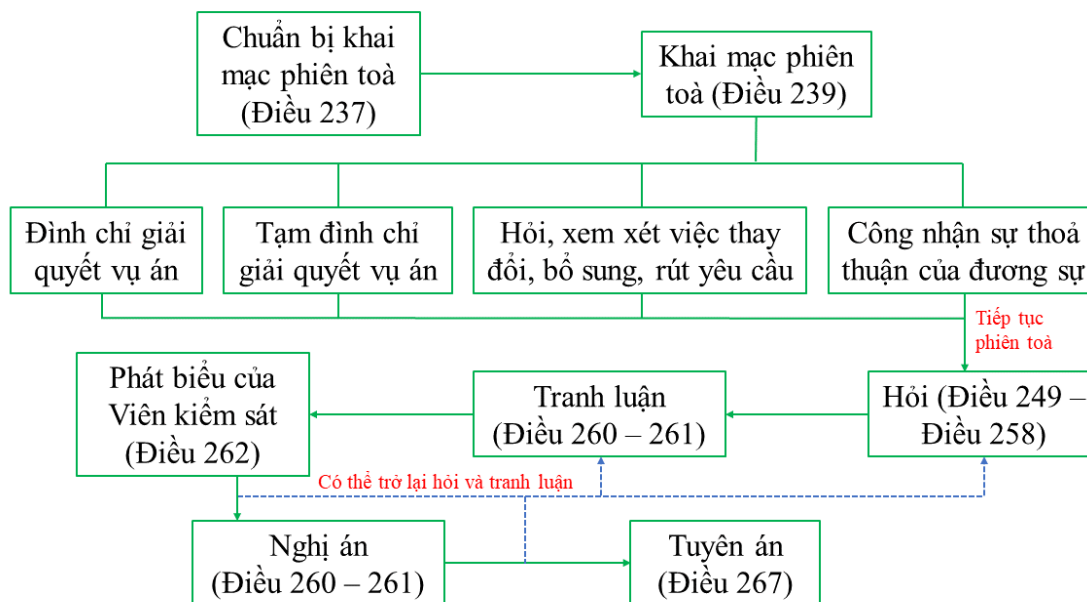 Chuẩn bị khai
mạc phiên toà
(Điều 237)
Khai mạc phiên
toà (Điều 239)
Đình chỉ giải
quyết vụ án
Tạm đình chỉ
giải quyết vụ án
Hỏi, xem xét việc thay
đổi, bổ sung, rút yêu cầu
Công nhận sự thoả
thuận của đương sự
Tiếp tục
phiên toà
Hỏi (Điều 249 –
Điều 258)
Tranh luận
(Điều 260 – 261)
Phát biểu của
Viên kiểm sát
(Điều 262)
Có thể trở lại hỏi và tranh luận
Nghị án
(Điều 260 – 261)
Tuyên án
(Điều 267)